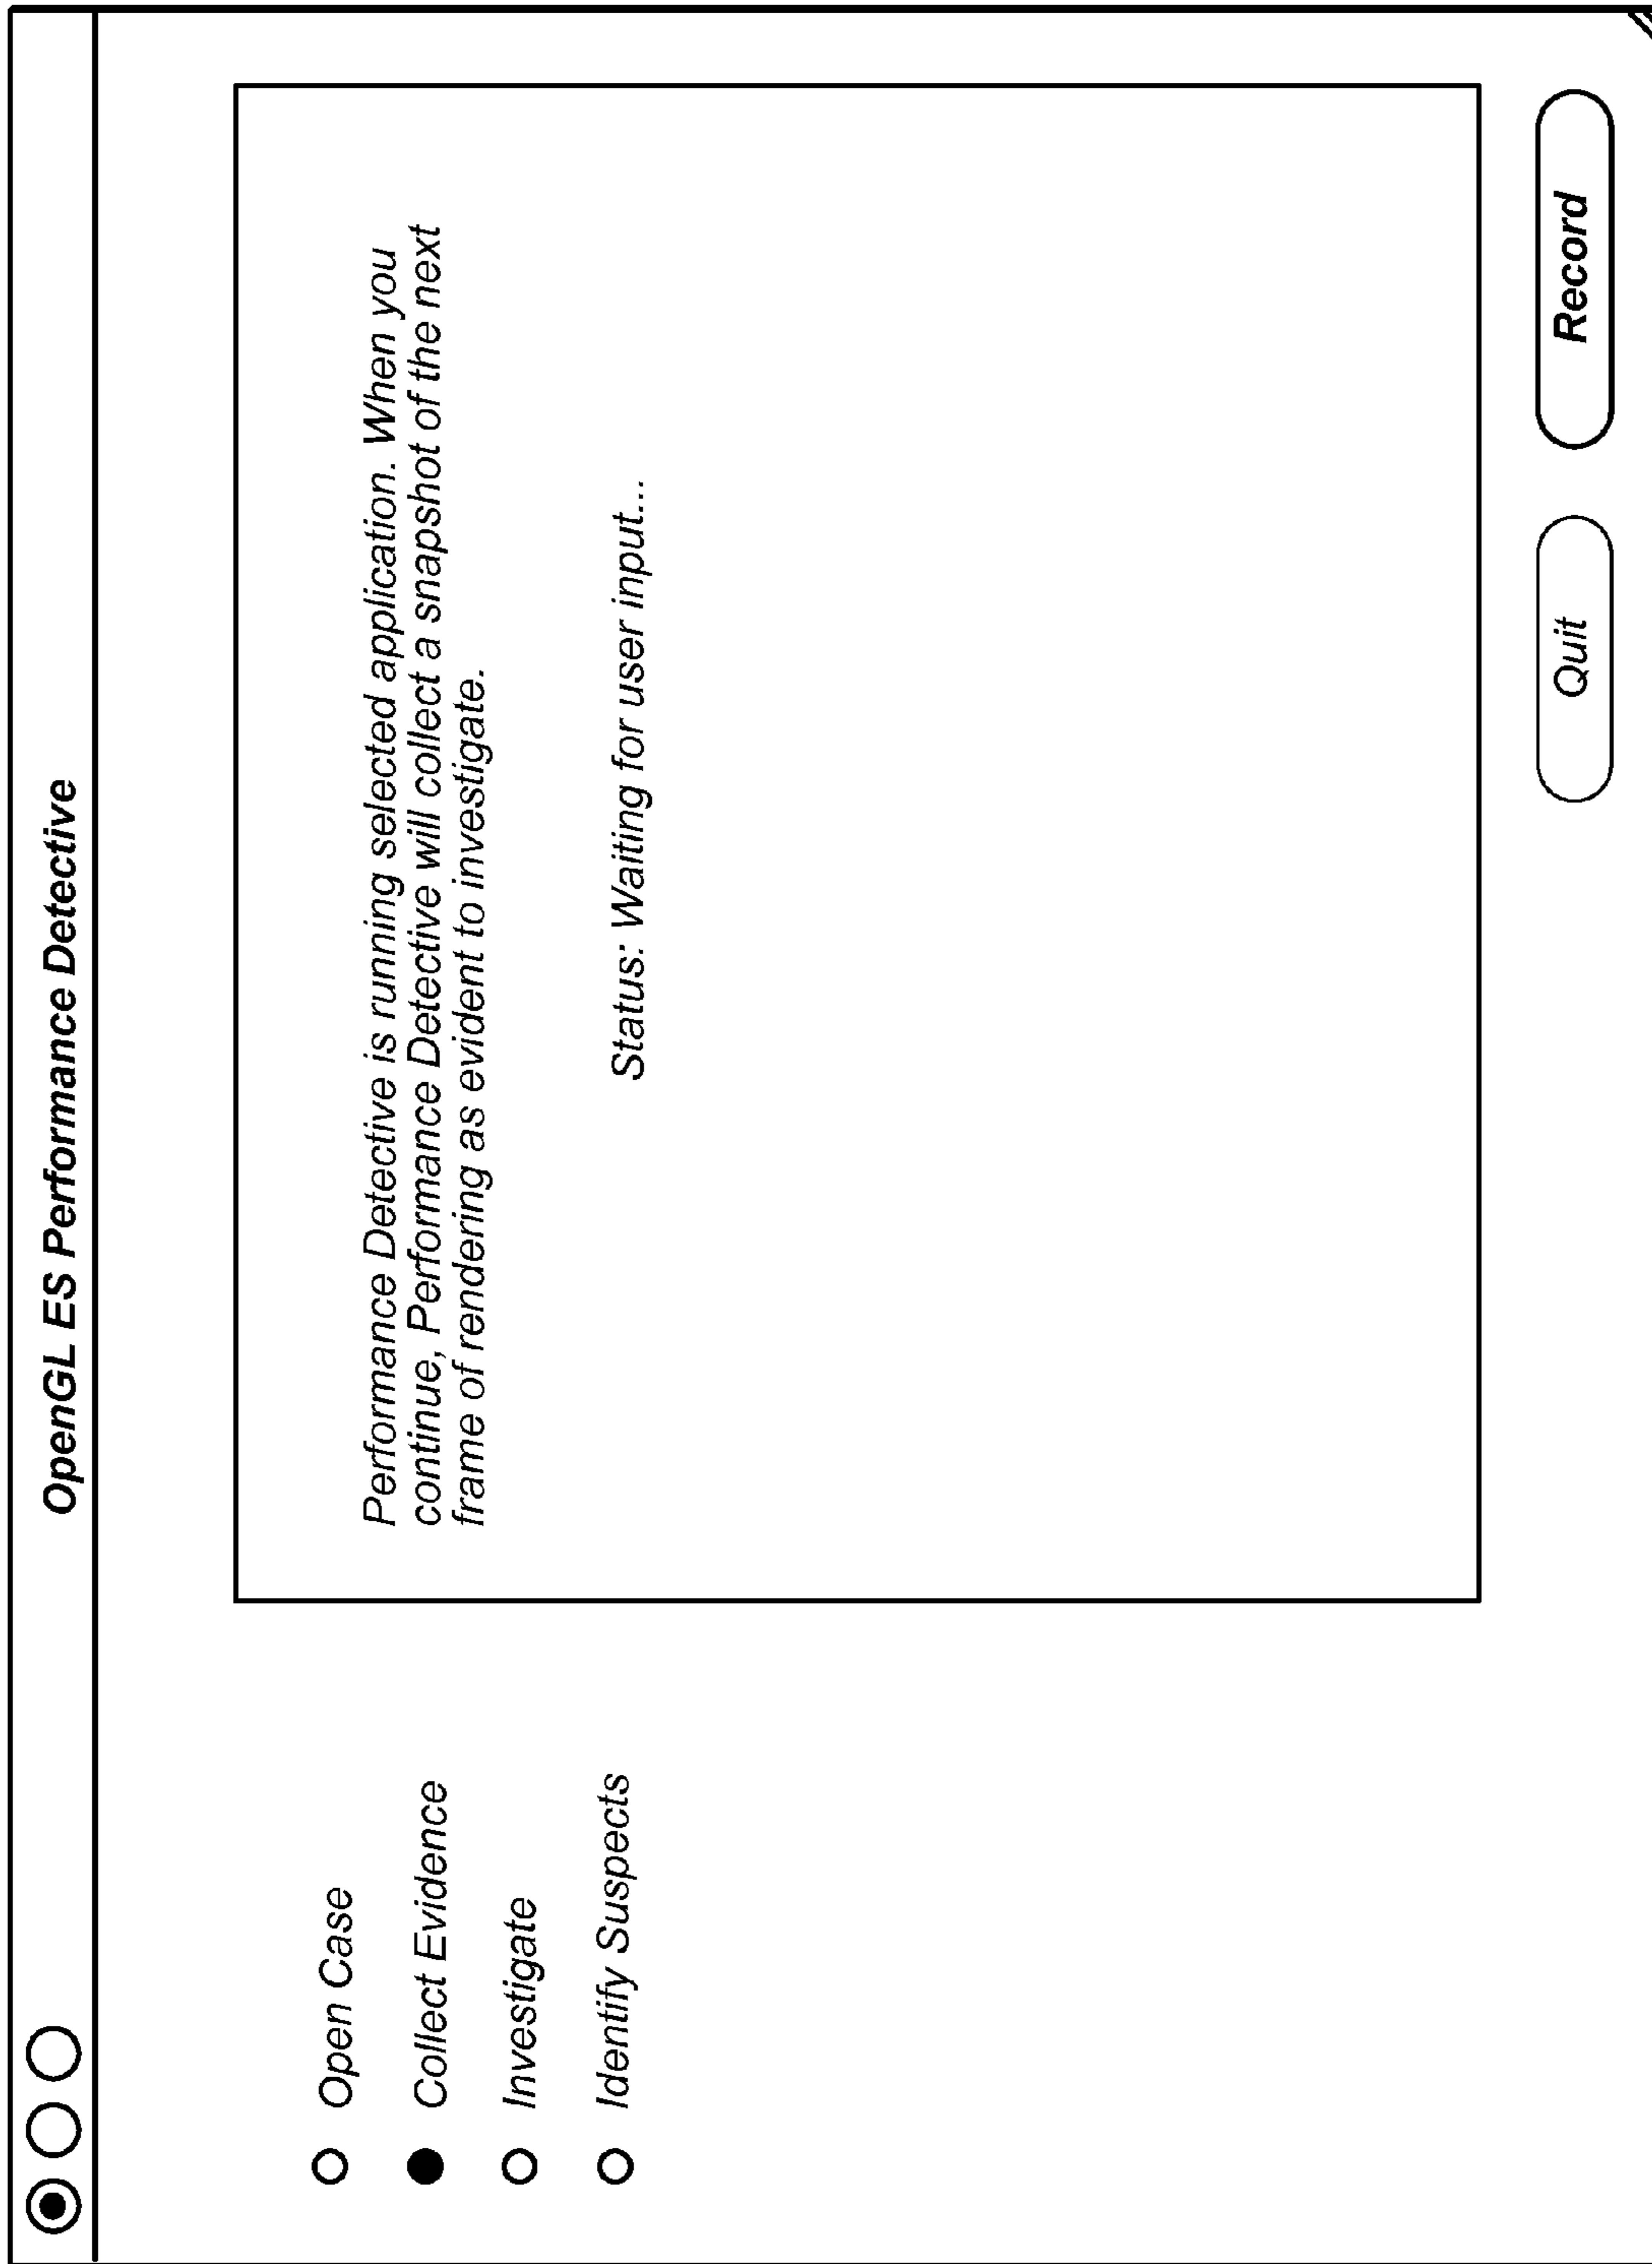 OpenGL ES Performance Detective
Open Case
Collect Evidence
Investigate
Identify Suspects
Performance Detective is running selected application. When you
continue, Performance Detective will collect a snapshot of the next
frame of rendering as evident to investigate.
Status: Waiting for user input...
Quit
Record